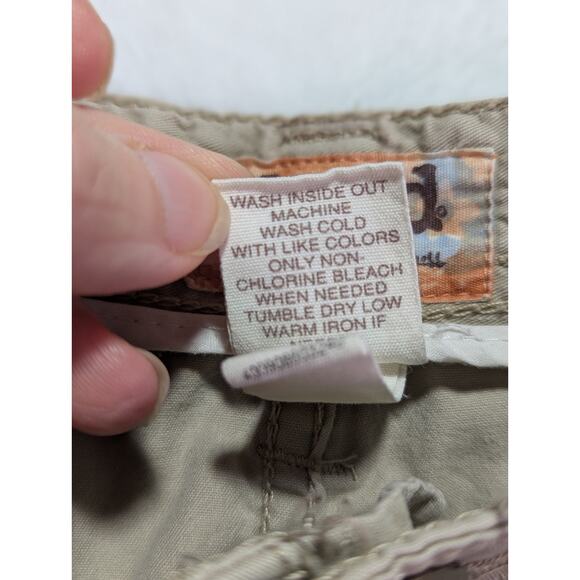 WASH INSIDE OUT
MACHINE
WASH COLD
WITH LIKE COLORS
ONLY NON-
CHLORINE BLEACH
WHEN NEEDED
TUMBLE DRY LOW
WARM IRON IF